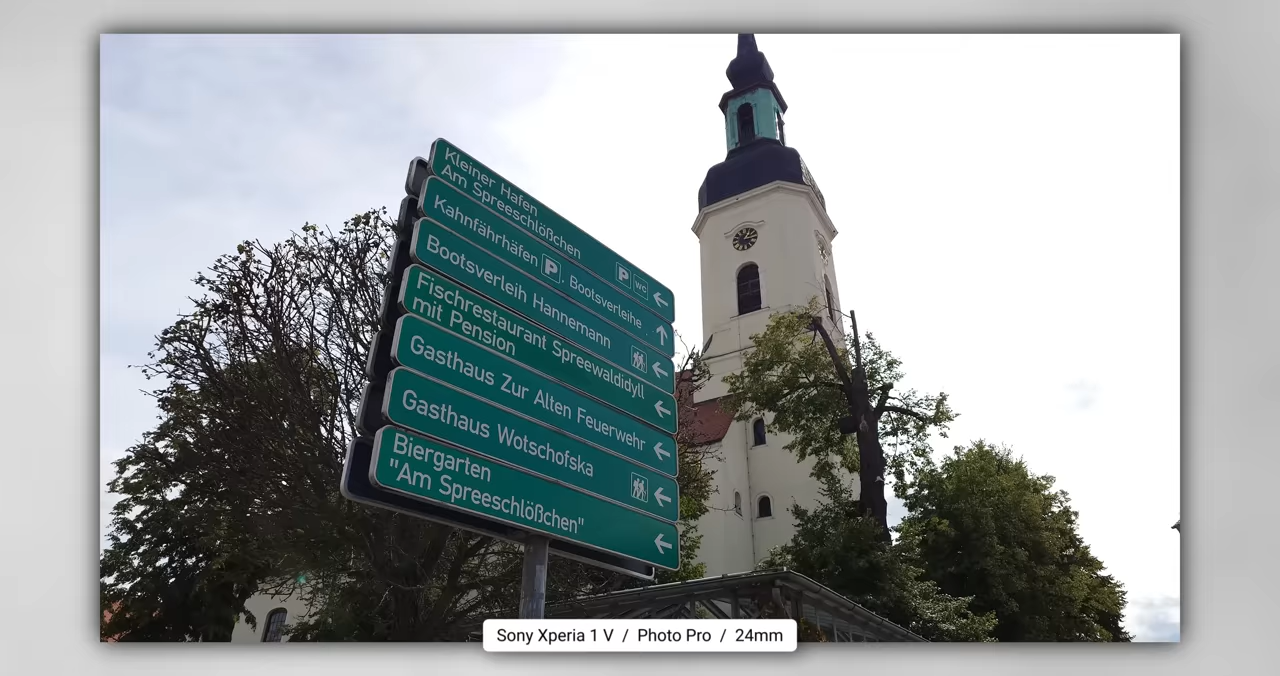 Kleiner Hafen
Am Spreeschlößchen P WC ←
Kahnfährhäfen P, Bootsverleihe ↑
Bootsverleih Hannemann ←
Fischrestaurant Spreewaldidyll
mit Pension ←
Gasthaus Zur Alten Feuerwehr ←
Gasthaus Wotschofska ←
Biergarten
"Am Spreeschlößchen" ←
Sony Xperia 1 V / Photo Pro / 24mm